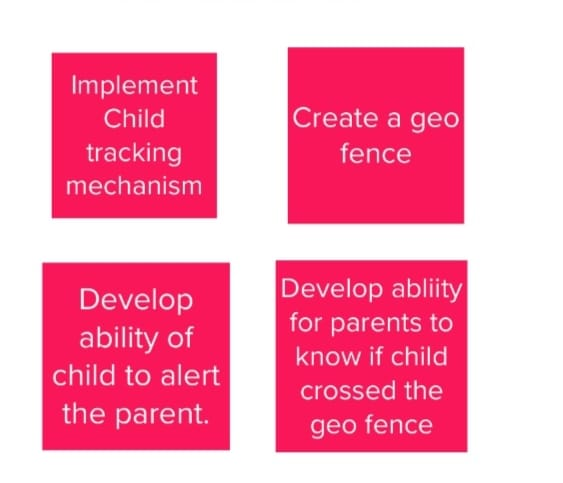 Implement
Child
tracking
mechanism
Create a geo
fence
Develop
ability of
child to alert
the parent.
Develop abliity
for parents to
know if child
crossed the
geo fence